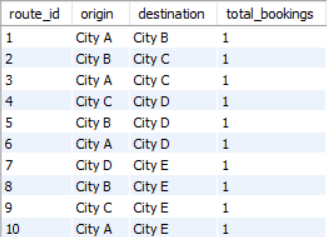 route_id origin destination total_bookings
1 City A City B 1
2 City B City C 1
3 City A City C 1
4 City C City D 1
5 City B City D 1
6 City A City D 1
7 City D City E 1
8 City B City E 1
9 City C City E 1
10 City A City E 1